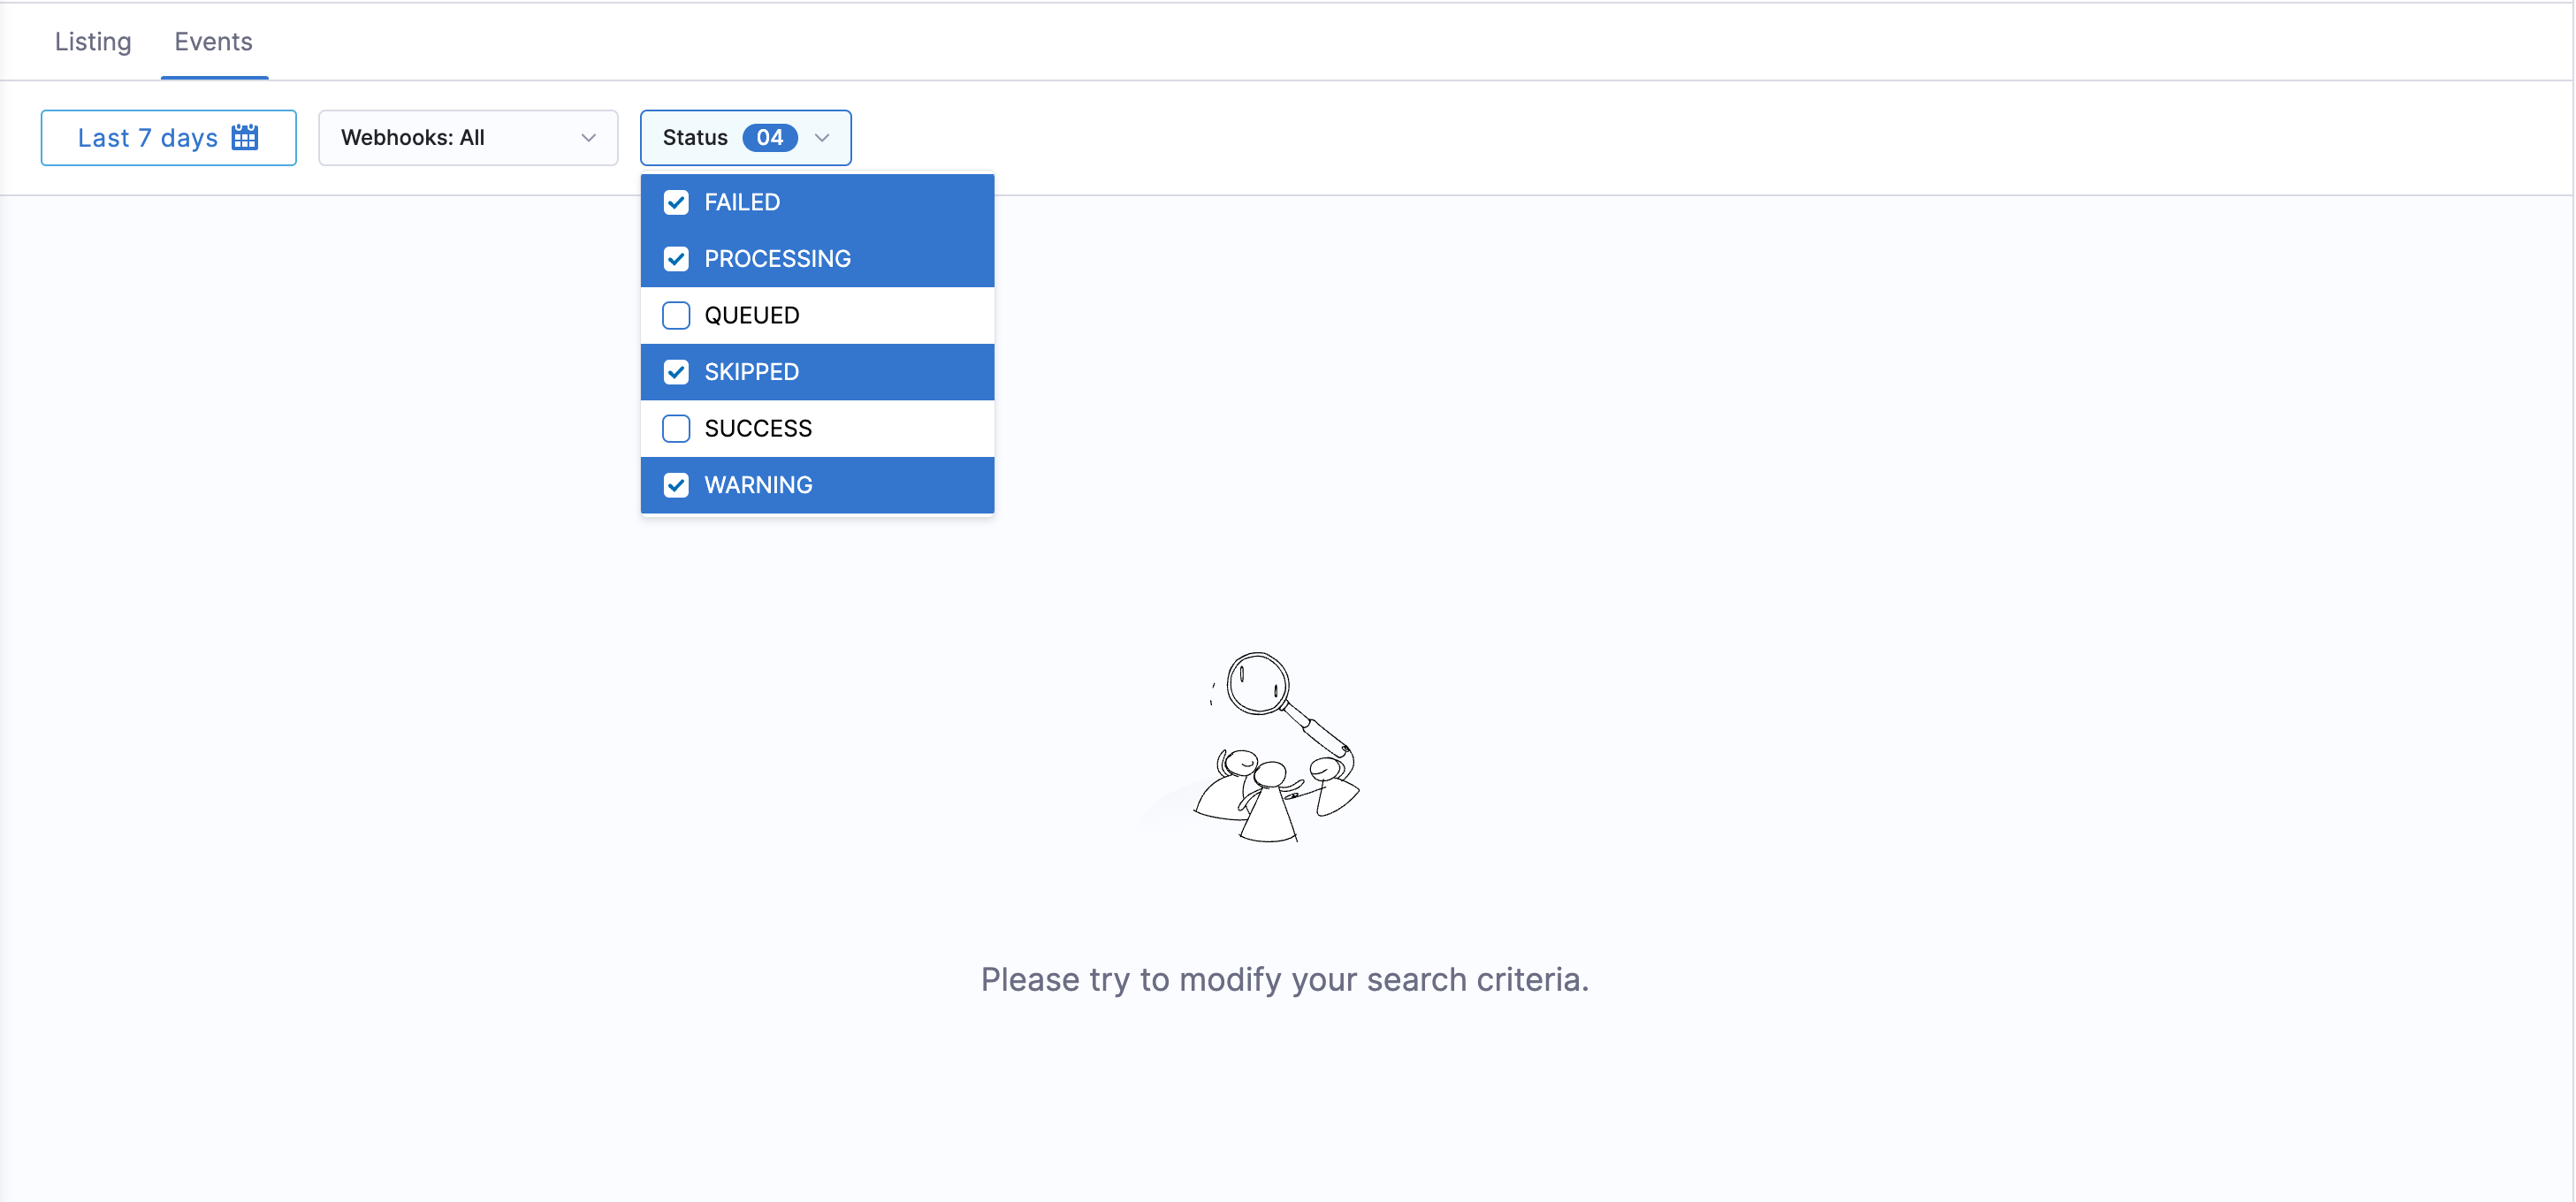 Listing Events
Last 7 days Webhooks: All Status 04
FAILED
PROCESSING
QUEUED
SKIPPED
SUCCESS
WARNING
Please try to modify your search criteria.